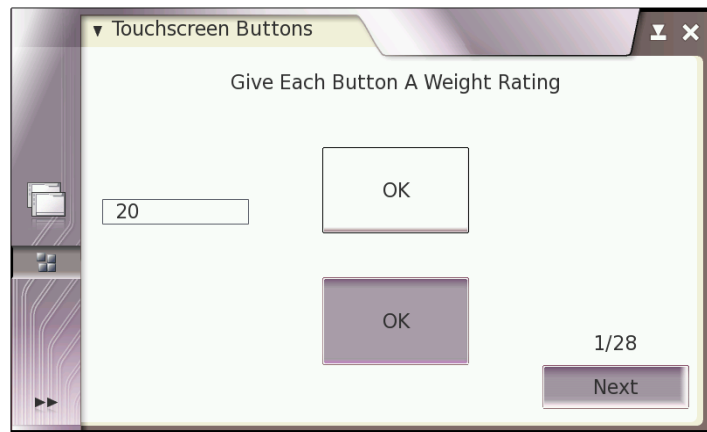 Touchscreen Buttons
Give Each Button A Weight Rating
OK
20
OK
1/28
Next